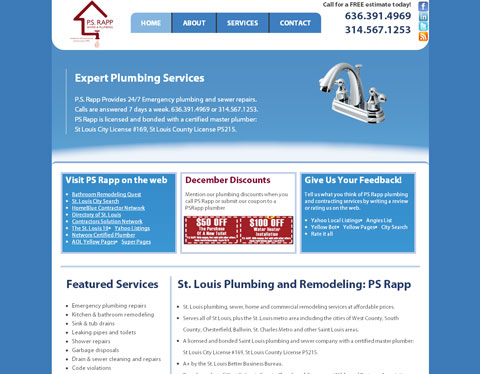 Call for a FREE estimate today!
636.391.4969
314.567.1253
P.S. RAPP
HOME
ABOUT
SERVICES
CONTACT
Expert Plumbing Services
P.S. Rapp Provides 24/7 Emergency plumbing and sewer repairs.
Calls are answered 7 days a week. 636.391.4969 or 314.567.1253.
PS Rapp is licensed and bonded with a certified master plumber:
St Louis City License #169, St Louis County License P5215.
Visit PS Rapp on the web
Bathroom Remodeling Quest
St. Louis City Search
HomeBlue Contractor Network
Directory of St. Louis
Contractors Solution Network
The St. Louis 19 Yahoo Listings
Networx Certified Plumber
AOL Yellow Pages Super Pages
December Discounts
Mention our plumbing discounts when you
call PS Rapp or submit our coupon to a
PSRapp plumber
$50 OFF
The Purchase
Of A New Toilet
$100 OFF
Water Heater
Installation
Give Us Your Feedback!
Tell us what you think of PS Rapp plumbing
and contracting services by writing a review
or rating us on the web.
Yahoo Local Listings Angies List
Yellow Bot Yellow Pages City Search
Rate it all
Featured Services
Emergency plumbing repairs
Kitchen & bathroom remodeling
Sink & tub drains
Leaking pipes and toilets
Shower repairs
Garbage disposals
Drain & sewer cleaning and repairs
Code violations
St. Louis Plumbing and Remodeling: PS Rapp
St. Louis plumbing, sewer, home and commercial remodeling services at affordable prices.
Serves all of St Louis, plus the St. Louis metro area including the cities of West County, South
County, Chesterfield, Ballwin, St. Charles Metro and other Saint Louis areas.
A licensed and bonded Saint Louis plumbing and sewer company with a certified master plumber:
St Louis City License #169, St Louis County License P5215.
A+ by the St. Louis Better Business Bureau.